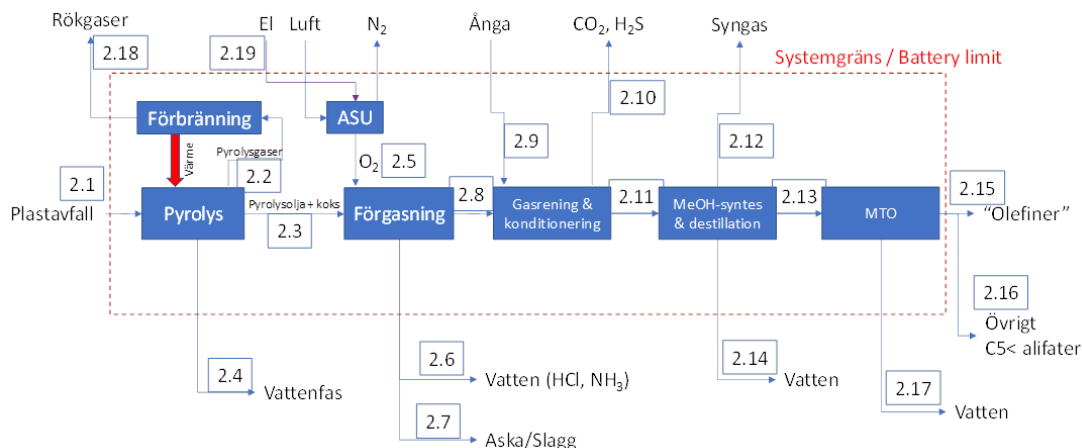 Rökgaser
2.18
El
Luft
N₂
2.19
Ånga
CO₂, H₂S
2.10
Syngas
Systemgräns / Battery limit
Förbränning
ASU
2.9
2.12
Värme
Pyrolysgaser
2.2
O₂
2.5
2.1
Plastavfall
Pyrolys
Pyrolysolja + koks
2.3
Förgasning
2.8
Gasrening &
konditionering
2.11
MeOH-syntes
& destillation
2.13
MTO
2.15
"Olefiner"
2.16
Övrigt
C5< alifater
2.4
Vattenfas
2.6
Vatten (HCl, NH₃)
2.7
Aska/Slagg
2.14
Vatten
2.17
Vatten